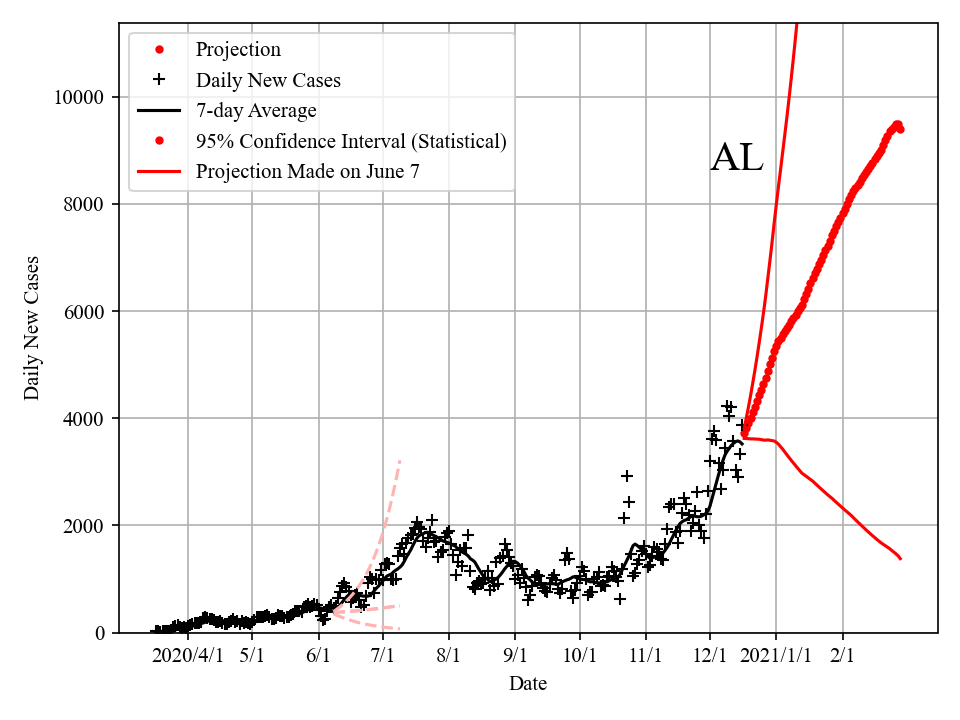 Projection
Daily New Cases
7-day Average
95% Confidence Interval (Statistical)
Projection Made on June 7
AL
10000
8000
6000
4000
2000
0
Daily New Cases
2020/4/1 5/1 6/1 7/1 8/1 9/1 10/1 11/1 12/1 2021/1/1 2/1
Date